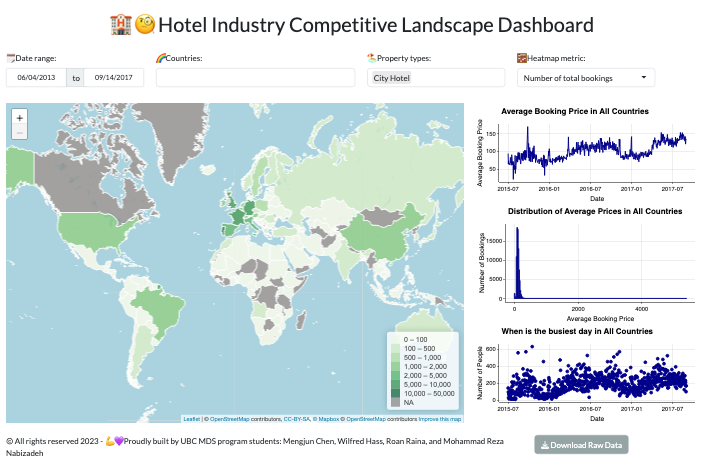 🏨🧐Hotel Industry Competitive Landscape Dashboard
📆Date range:
🌈Countries:
🏝Property types:
🌇Heatmap metric:
06/04/2013 to 09/14/2017
City Hotel
Number of total bookings
+
−
0 – 100
100 – 500
500 – 1,000
1,000 – 2,000
2,000 – 5,000
5,000 – 10,000
10,000 – 50,000
NA
Leaflet | © OpenStreetMap contributors, CC-BY-SA, © Mapbox © OpenStreetMap contributors Improve this map
Average Booking Price in All Countries
Average Booking Price
150
100
50
2015-07 2016-01 2016-07 2017-01 2017-07
Date
Distribution of Average Prices in All Countries
Number of Bookings
15000
10000
5000
0
0 2000 4000
Average Booking Price
When is the busiest day in All Countries
Number of People
600
400
200
0
2015-07 2016-01 2016-07 2017-01 2017-07
Date
© All rights reserved 2023 - 💪💜Proudly built by UBC MDS program students: Mengjun Chen, Wilfred Hass, Roan Raina, and Mohammad Reza
Nabizadeh
Download Raw Data